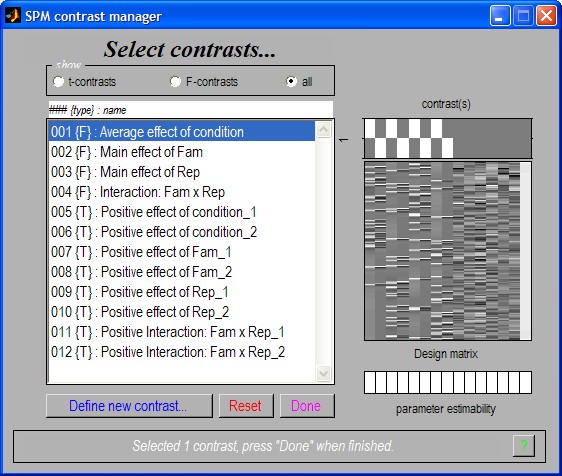 SPM contrast manager
Select contrasts...
show
t-contrasts F-contrasts all
### {type} : name
001 {F} : Average effect of condition
002 {F} : Main effect of Fam
003 {F} : Main effect of Rep
004 {F} : Interaction: Fam x Rep
005 {T} : Positive effect of condition_1
006 {T} : Positive effect of condition_2
007 {T} : Positive effect of Fam_1
008 {T} : Positive effect of Fam_2
009 {T} : Positive effect of Rep_1
010 {T} : Positive effect of Rep_2
011 {T} : Positive Interaction: Fam x Rep_1
012 {T} : Positive Interaction: Fam x Rep_2
contrast(s)
1
Design matrix
parameter estimability
Define new contrast... Reset Done
Selected 1 contrast, press "Done" when finished.
?